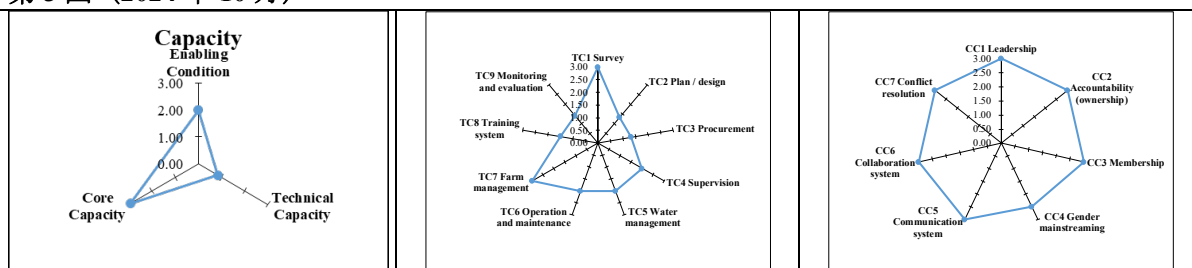 Capacity
Enabling
Condition
3.00
2.00
1.00
0.00
Core
Capacity
Technical
Capacity
TC1 Survey
3.00
2.50
2.00
1.50
1.00
0.50
0.00
TC2 Plan / design
TC3 Procurement
TC4 Supervision
TC5 Water
management
TC6 Operation
and maintenance
TC7 Farm
management
TC8 Training
system
TC9 Monitoring
and evaluation
CC1 Leadership
3.00
2.50
2.00
1.50
1.00
0.50
0.00
CC2
Accountability
(ownership)
CC3 Membership
CC4 Gender
mainstreaming
CC5
Communication
system
CC6
Collaboration
system
CC7 Conflict
resolution